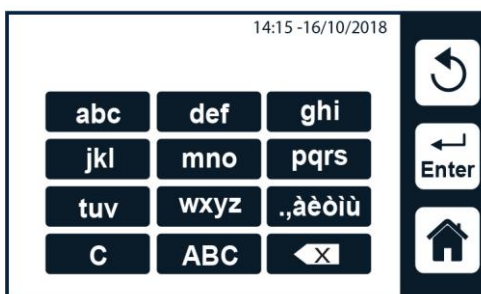 14:15 -16/10/2018
abc def ghi
jkl mno pqrs
Enter
tuv wxyz .,àèòìù
C ABC X